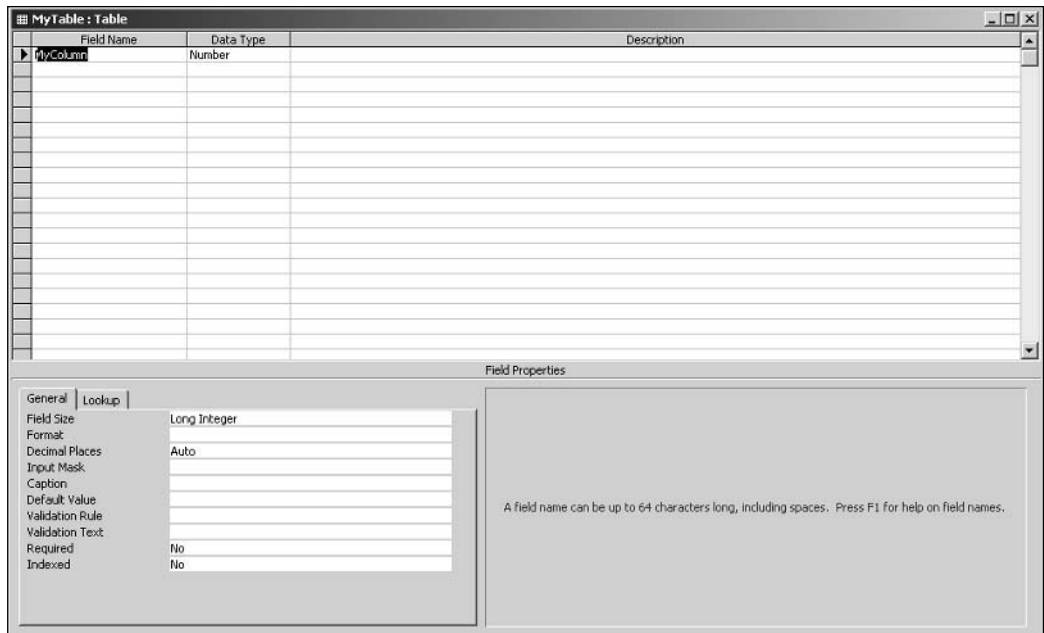 MyTable : Table
Field Name Data Type Description
MyColumn Number
Field Properties
General Lookup
Field Size Long Integer
Format
Decimal Places Auto
Input Mask
Caption
Default Value
Validation Rule
Validation Text
Required No
Indexed No
A field name can be up to 64 characters long, including spaces. Press F1 for help on field names.